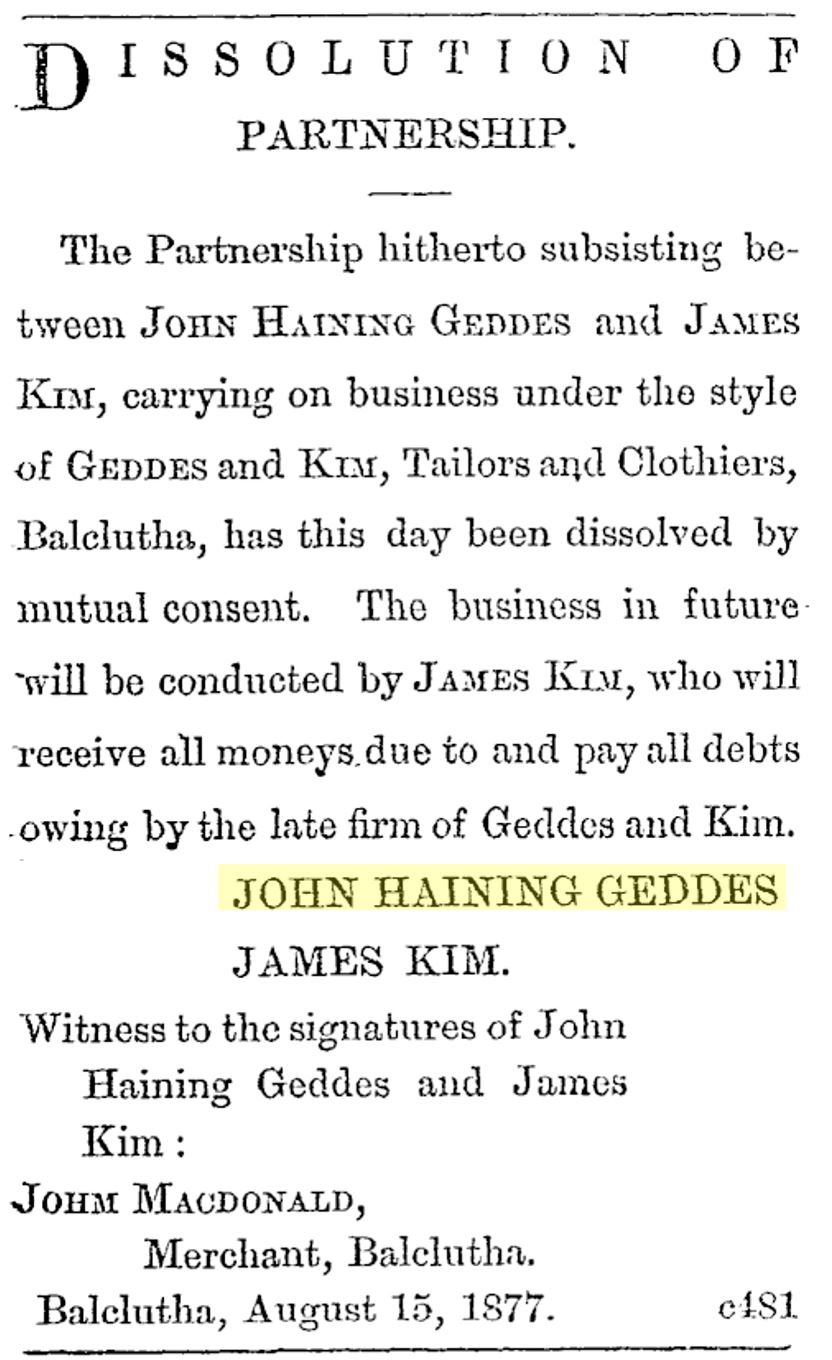 DISSOLUTION OF
PARTNERSHIP.
The Partnership hitherto subsisting be-
tween JOHN HAINING GEDDES and JAMES
KIM, carrying on business under the style
of GEDDES and KIM, Tailors and Clothiers,
Balclutha, has this day been dissolved by
mutual consent. The business in future
will be conducted by JAMES KIM, who will
receive all moneys due to and pay all debts
owing by the late firm of Geddes and Kim.
JOHN HAINING GEDDES
JAMES KIM.
Witness to the signatures of John
Haining Geddes and James
Kim :
JOHM MACDONALD,
Merchant, Balclutha.
Balclutha, August 15, 1877. c481